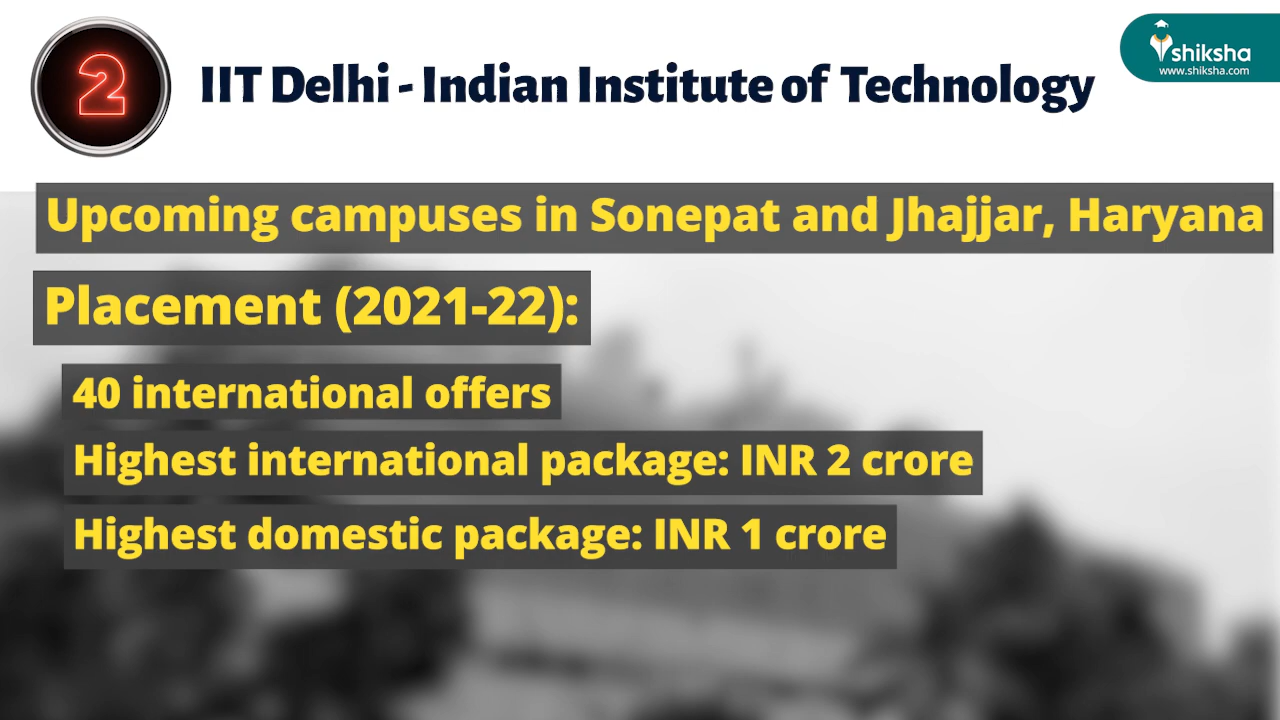 2
IIT Delhi - Indian Institute of Technology
shiksha
www.shiksha.com
Upcoming campuses in Sonepat and Jhajjar, Haryana
Placement (2021-22):
40 international offers
Highest international package: INR 2 crore
Highest domestic package: INR 1 crore